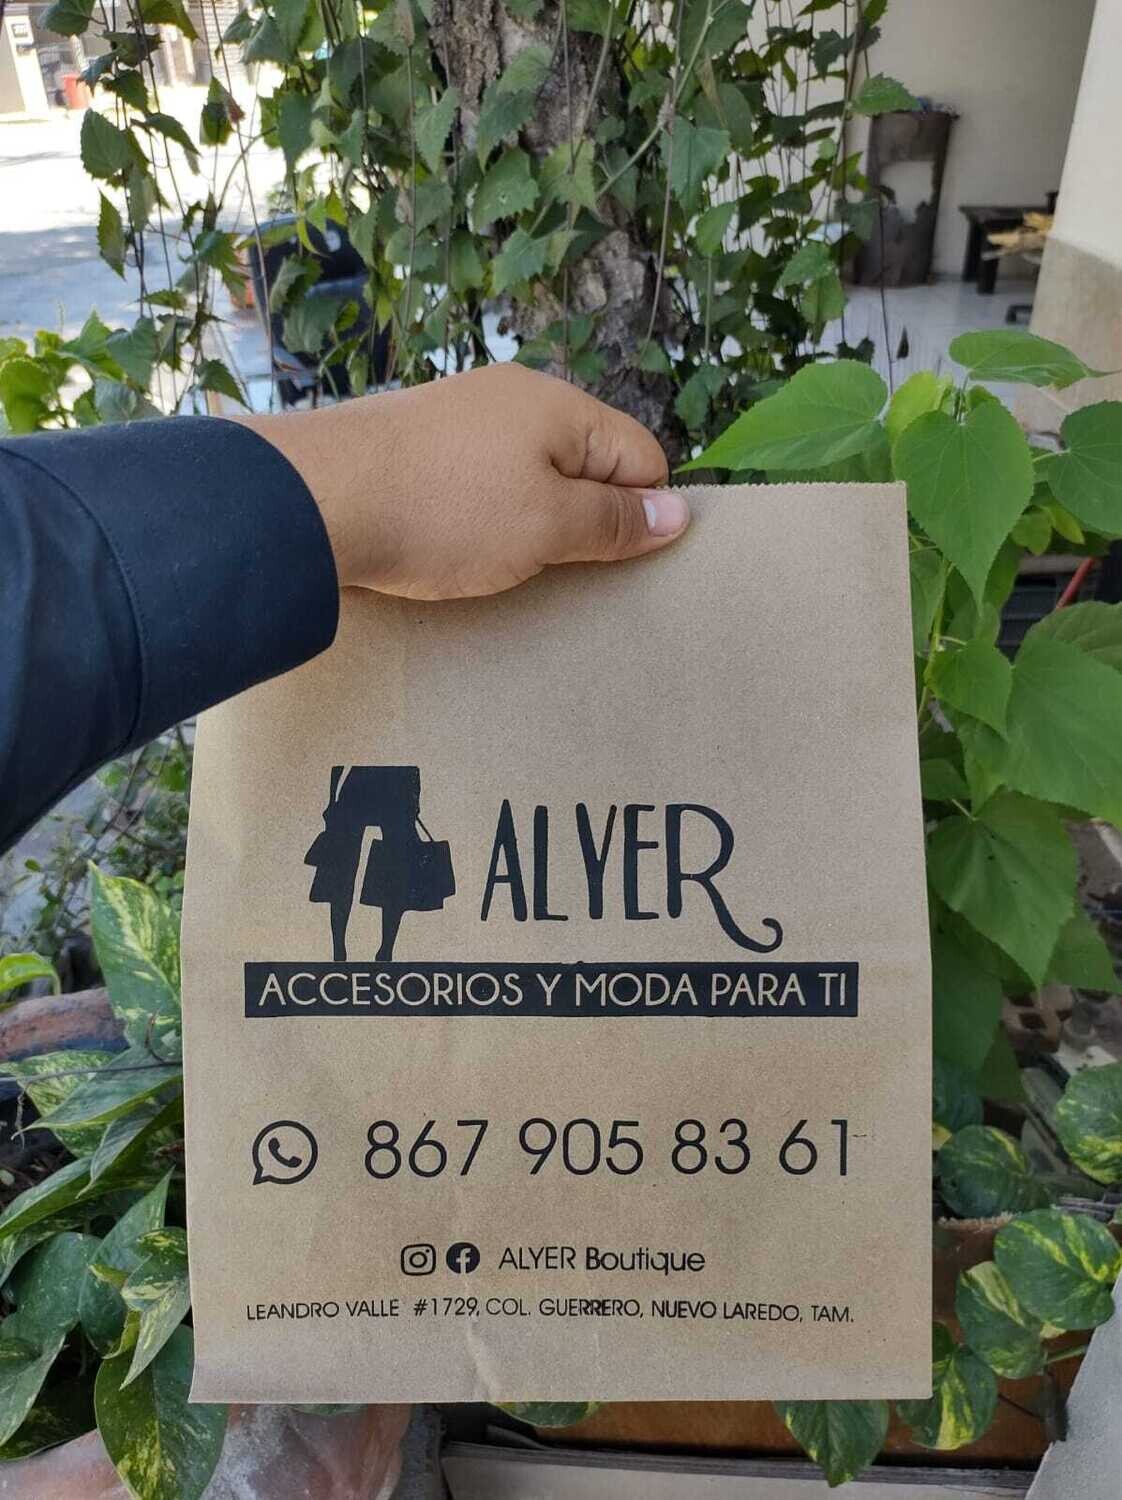 ALYER
ACCESORIOS Y MODA PARA TI
867 905 83 61
ALYER Boutique
LEANDRO VALLE #1729, COL. GUERRERO, NUEVO LAREDO, TAM.